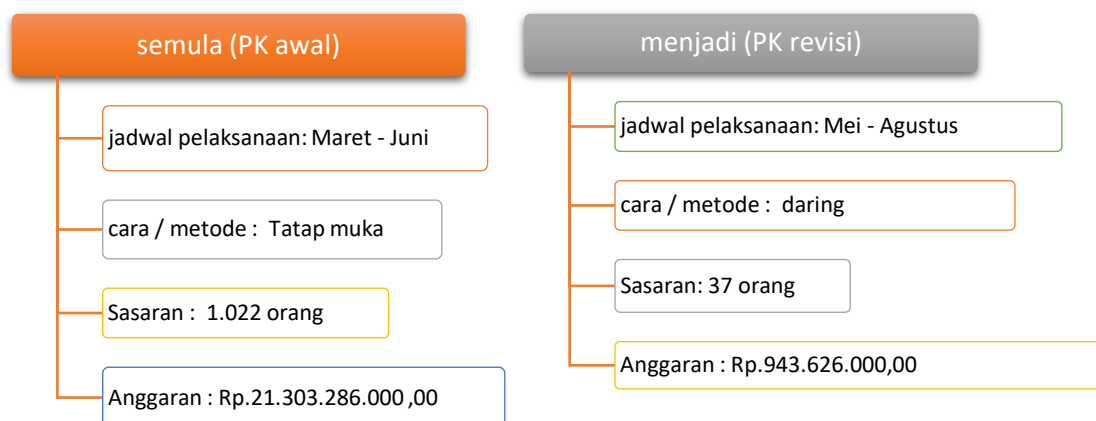 semula (PK awal)
jadwal pelaksanaan: Maret - Juni
cara / metode : Tatap muka
Sasaran : 1.022 orang
Anggaran : Rp.21.303.286.000 ,00
menjadi (PK revisi)
jadwal pelaksanaan: Mei - Agustus
cara / metode : daring
Sasaran: 37 orang
Anggaran : Rp.943.626.000,00